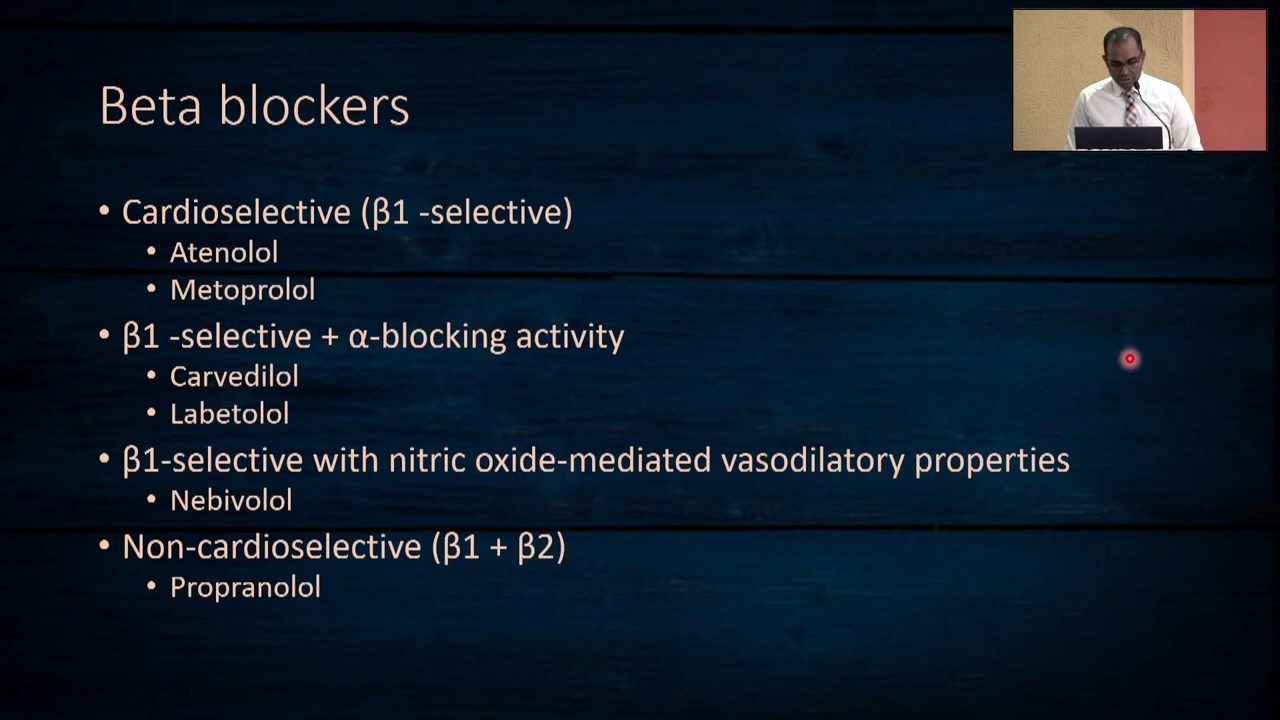 Beta blockers
• Cardioselective (β1 -selective)
• Atenolol
• Metoprolol
• β1 -selective + α-blocking activity
• Carvedilol
• Labetolol
• β1-selective with nitric oxide-mediated vasodilatory properties
• Nebivolol
• Non-cardioselective (β1 + β2)
• Propranolol